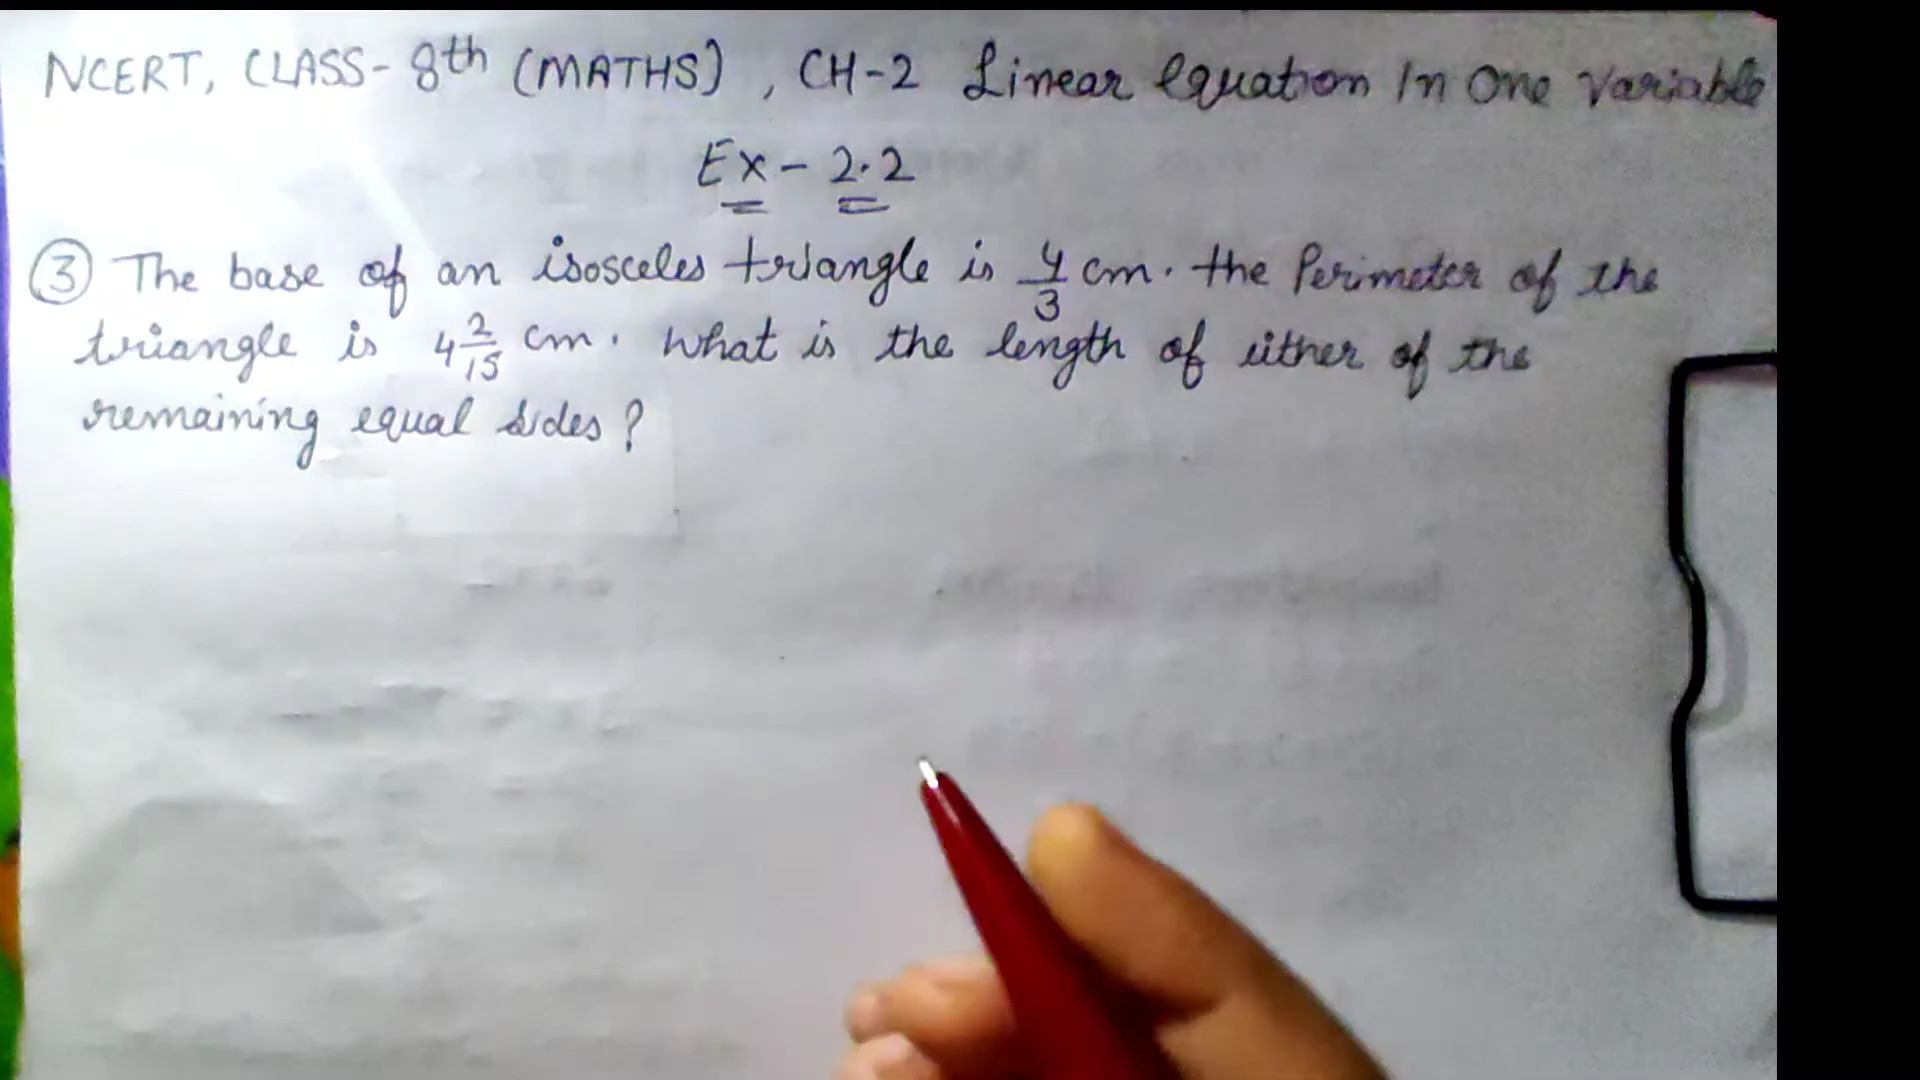 NCERT, CLASS-8th (MATHS), CH-2 Linear Equation In One Variable
Ex-2.2
③ The base of an isosceles triangle is 4/3 cm. the Perimeter of the
triangle is 4 2/15 cm. What is the length of either of the
remaining equal sides?